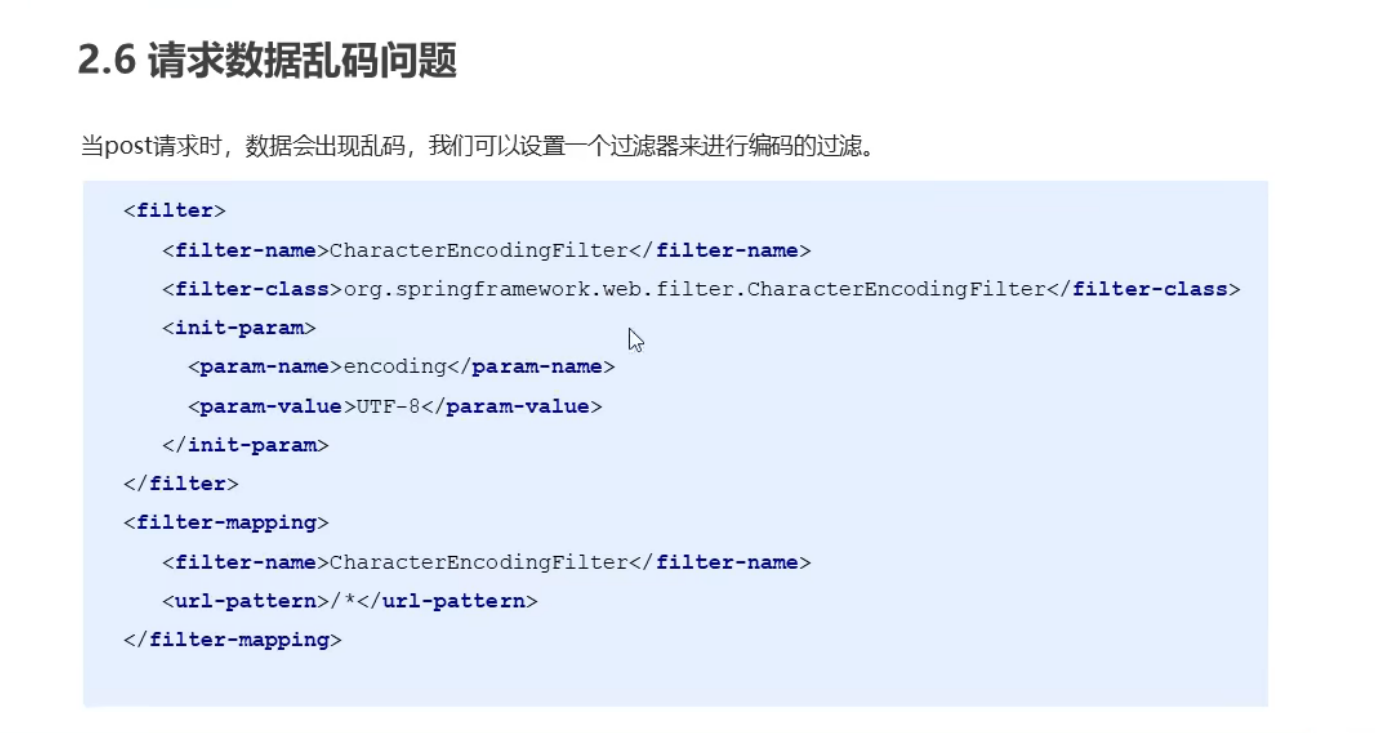 2.6 请求数据乱码问题
当post请求时，数据会出现乱码，我们可以设置一个过滤器来进行编码的过滤。
<filter>
<filter-name>CharacterEncodingFilter</filter-name>
<filter-class>org.springframework.web.filter.CharacterEncodingFilter</filter-class>
<init-param>
<param-name>encoding</param-name>
<param-value>UTF-8</param-value>
</init-param>
</filter>
<filter-mapping>
<filter-name>CharacterEncodingFilter</filter-name>
<url-pattern>/*</url-pattern>
</filter-mapping>